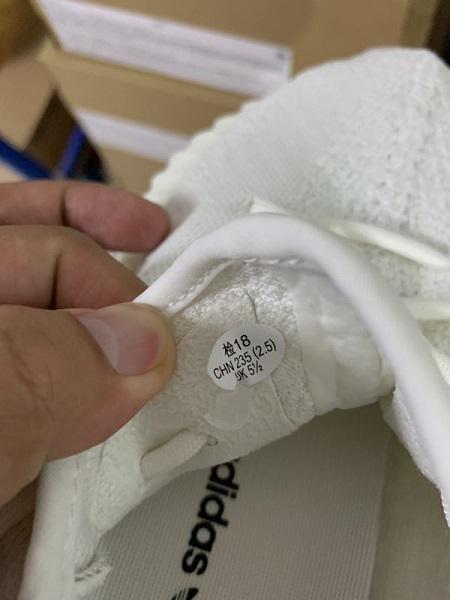 检18
CHN 235 (2.5)
UK 5½
adidas